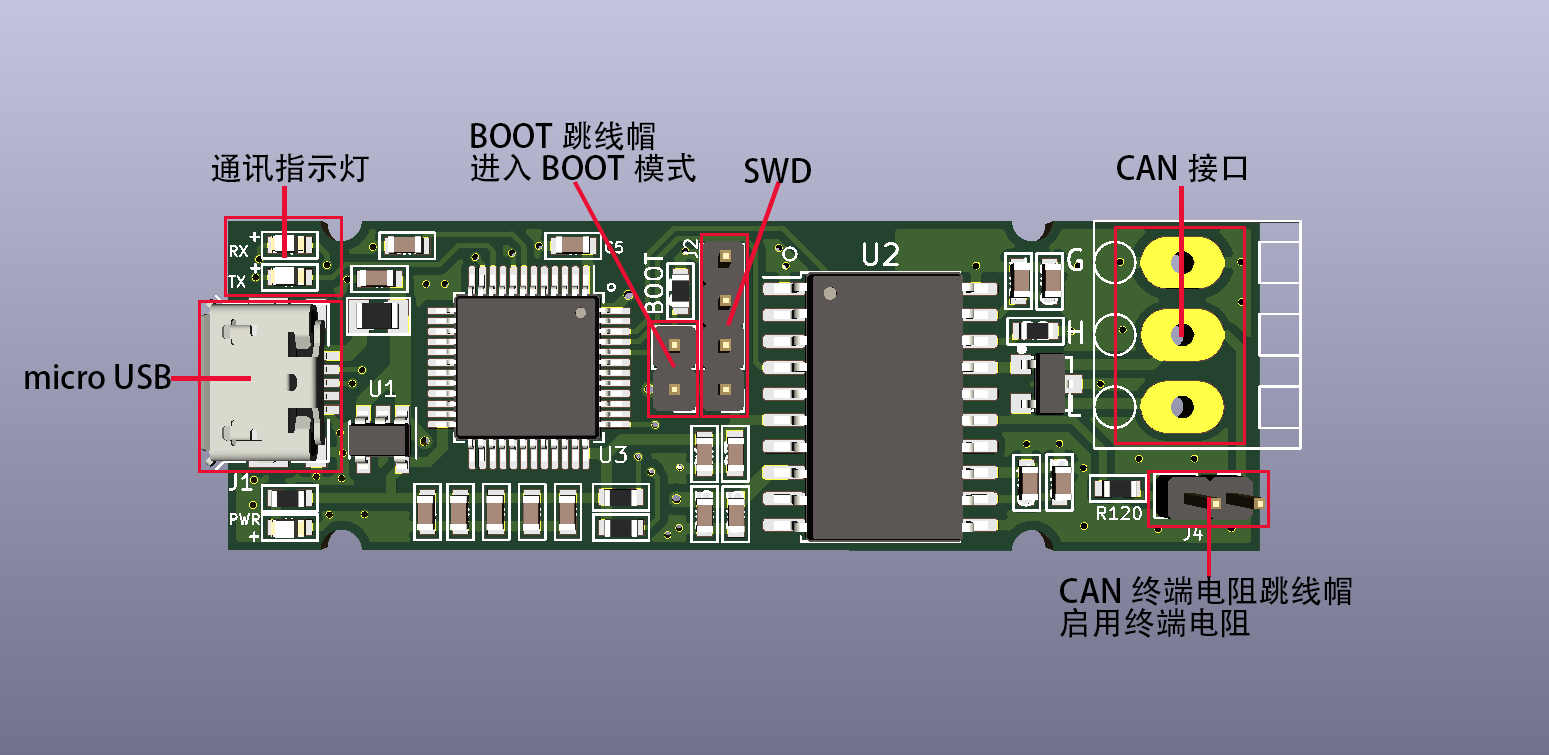 BOOT 跳线帽
进入 BOOT 模式
通讯指示灯
SWD
CAN 接口
RX
TX
C5
BOOT
J2
U2
G
H
L
micro USB
U1
U3
J1
PWR
R120
J4
CAN 终端电阻跳线帽
启用终端电阻